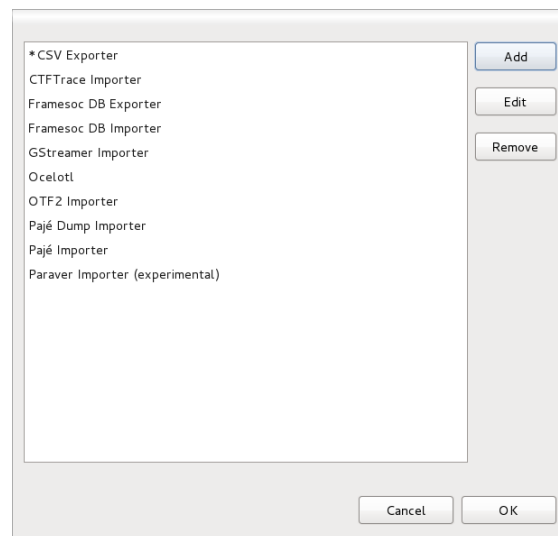 *CSV Exporter
CTFTrace Importer
Framesoc DB Exporter
Framesoc DB Importer
GStreamer Importer
Ocelotl
OTF2 Importer
Pajé Dump Importer
Pajé Importer
Paraver Importer (experimental)
Add
Edit
Remove
Cancel
OK